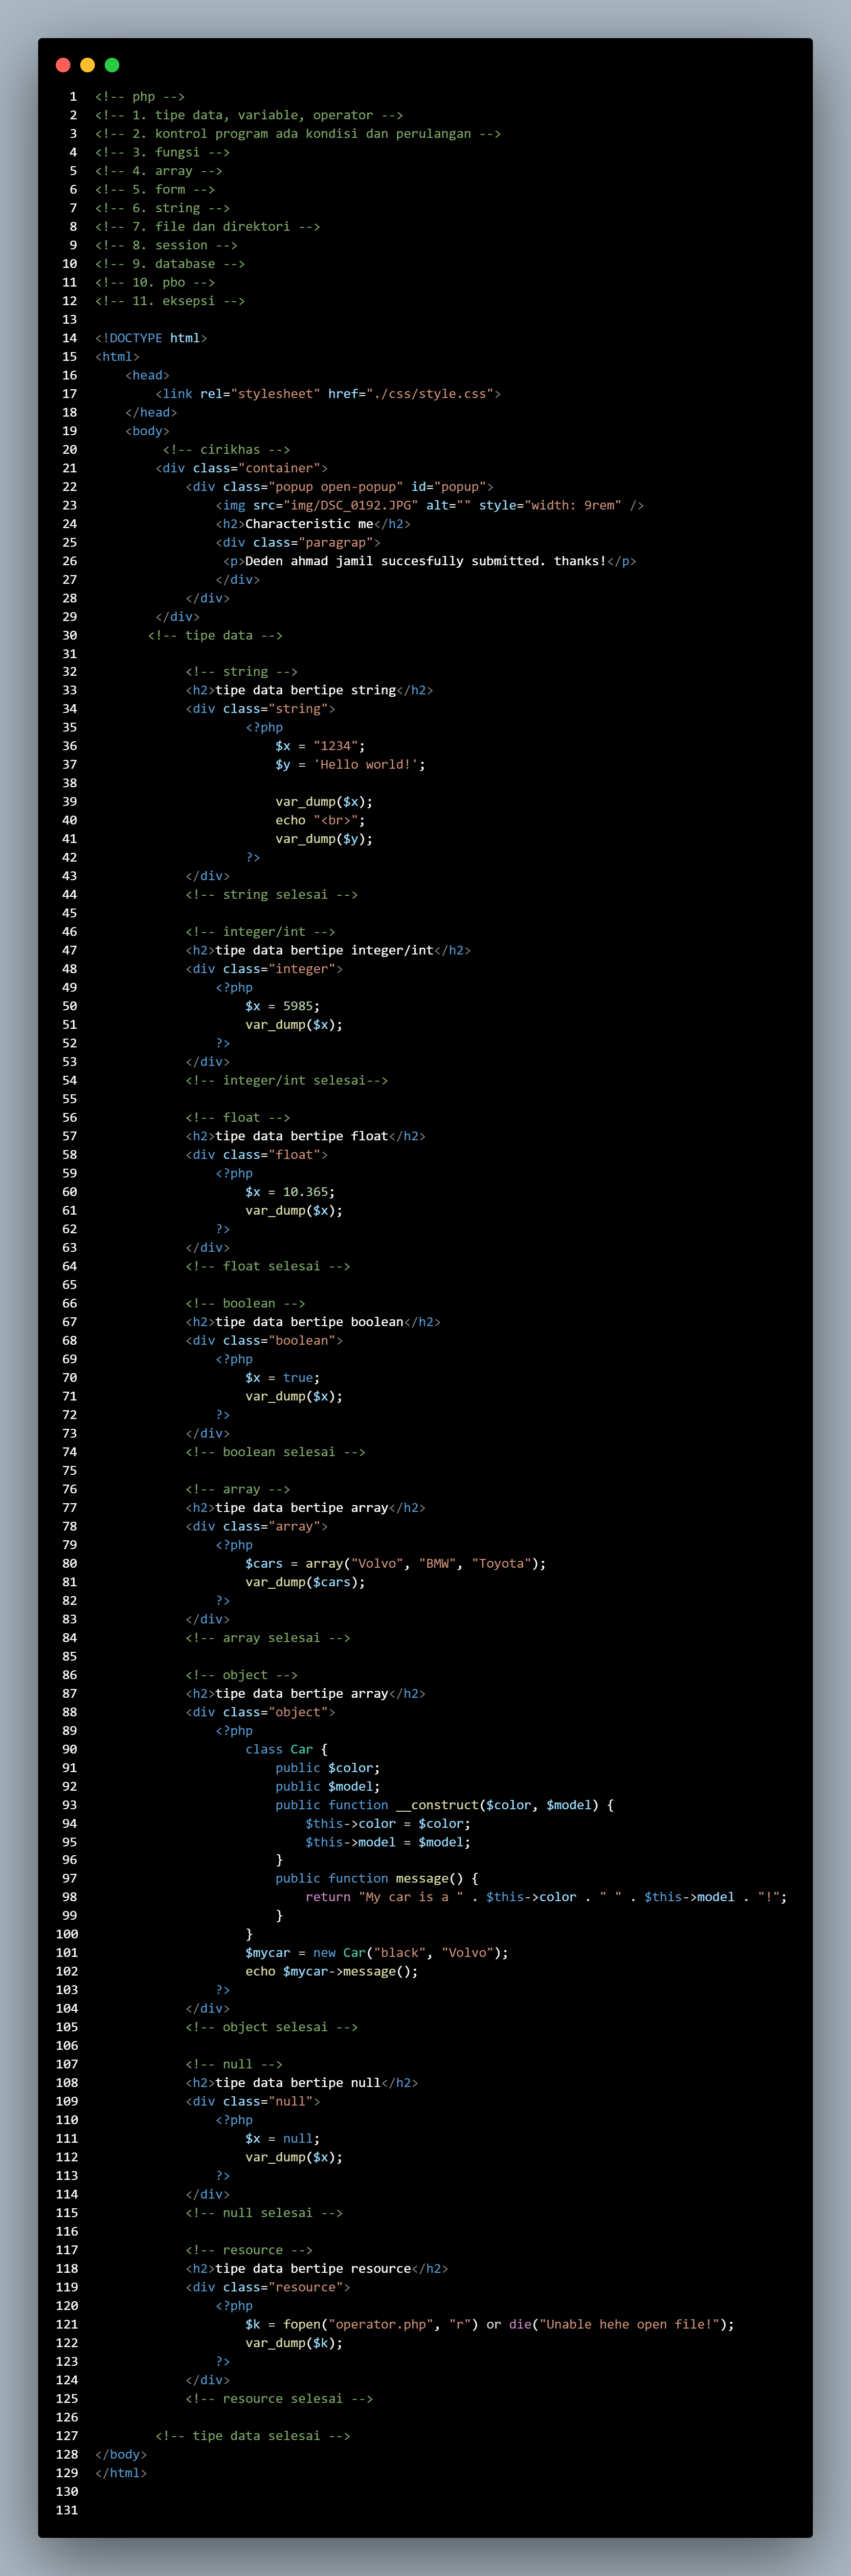 1 <!-- php -->
2 <!-- 1. tipe data, variable, operator -->
3 <!-- 2. kontrol program ada kondisi dan perulangan -->
4 <!-- 3. fungsi -->
5 <!-- 4. array -->
6 <!-- 5. form -->
7 <!-- 6. string -->
8 <!-- 7. file dan direktori -->
9 <!-- 8. session -->
10 <!-- 9. database -->
11 <!-- 10. pbo -->
12 <!-- 11. eksepsi -->
13
14 <!DOCTYPE html>
15 <html>
16     <head>
17         <link rel="stylesheet" href="./css/style.css">
18     </head>
19     <body>
20          <!-- cirikhas -->
21         <div class="container">
22             <div class="popup open-popup" id="popup">
23                 <img src="img/DSC_0192.JPG" alt="" style="width: 9rem" />
24                 <h2>Characteristic me</h2>
25                 <div class="paragrap">
26                  <p>Deden ahmad jamil succesfully submitted. thanks!</p>
27                 </div>
28             </div>
29         </div>
30        <!-- tipe data -->
31
32             <!-- string -->
33             <h2>tipe data bertipe string</h2>
34             <div class="string">
35                     <?php
36                         $x = "1234";
37                         $y = 'Hello world!';
38
39                         var_dump($x);
40                         echo "<br>";
41                         var_dump($y);
42                     ?>
43             </div>
44             <!-- string selesai -->
45
46             <!-- integer/int -->
47             <h2>tipe data bertipe integer/int</h2>
48             <div class="integer">
49                 <?php
50                     $x = 5985;
51                     var_dump($x);
52                 ?>
53             </div>
54             <!-- integer/int selesai-->
55
56             <!-- float -->
57             <h2>tipe data bertipe float</h2>
58             <div class="float">
59                 <?php
60                     $x = 10.365;
61                     var_dump($x);
62                 ?>
63             </div>
64             <!-- float selesai -->
65
66             <!-- boolean -->
67             <h2>tipe data bertipe boolean</h2>
68             <div class="boolean">
69                 <?php
70                     $x = true;
71                     var_dump($x);
72                 ?>
73             </div>
74             <!-- boolean selesai -->
75
76             <!-- array -->
77             <h2>tipe data bertipe array</h2>
78             <div class="array">
79                 <?php
80                     $cars = array("Volvo", "BMW", "Toyota");
81                     var_dump($cars);
82                 ?>
83             </div>
84             <!-- array selesai -->
85
86             <!-- object -->
87             <h2>tipe data bertipe array</h2>
88             <div class="object">
89                 <?php
90                     class Car {
91                         public $color;
92                         public $model;
93                         public function __construct($color, $model) {
94                             $this->color = $color;
95                             $this->model = $model;
96                         }
97                         public function message() {
98                             return "My car is a " . $this->color . " " . $this->model . "!";
99                         }
100                     }
101                     $mycar = new Car("black", "Volvo");
102                     echo $mycar->message();
103                 ?>
104             </div>
105             <!-- object selesai -->
106
107             <!-- null -->
108             <h2>tipe data bertipe null</h2>
109             <div class="null">
110                 <?php
111                     $x = null;
112                     var_dump($x);
113                 ?>
114             </div>
115             <!-- null selesai -->
116
117             <!-- resource -->
118             <h2>tipe data bertipe resource</h2>
119             <div class="resource">
120                 <?php
121                     $k = fopen("operator.php", "r") or die("Unable hehe open file!");
122                     var_dump($k);
123                 ?>
124             </div>
125             <!-- resource selesai -->
126
127         <!-- tipe data selesai -->
128 </body>
129 </html>
130
131